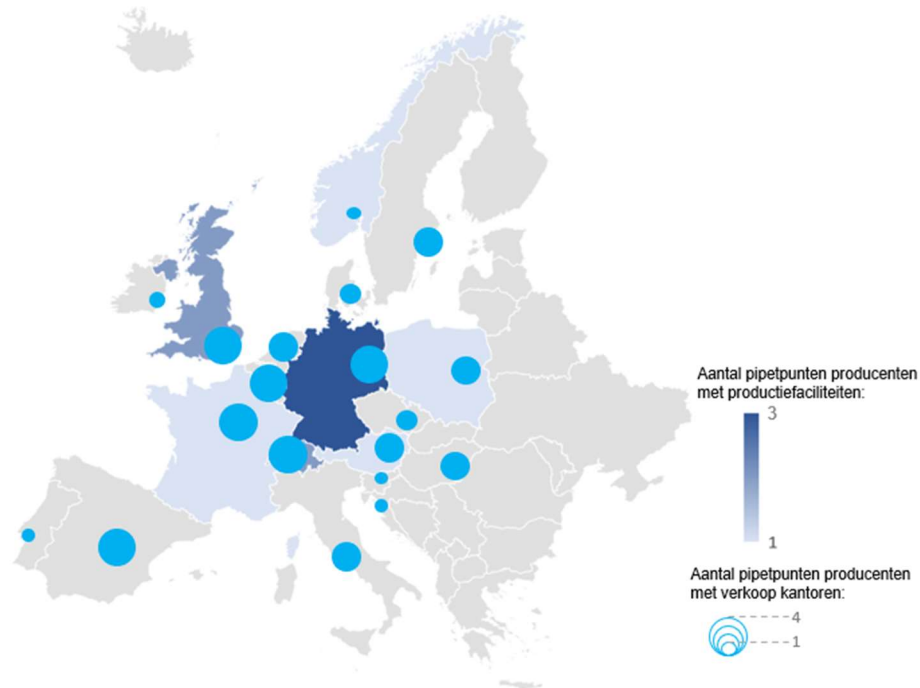 Aantal pipetpunten producenten
met productiefaciliteiten:
3
1
Aantal pipetpunten producenten
met verkoop kantoren:
4
1